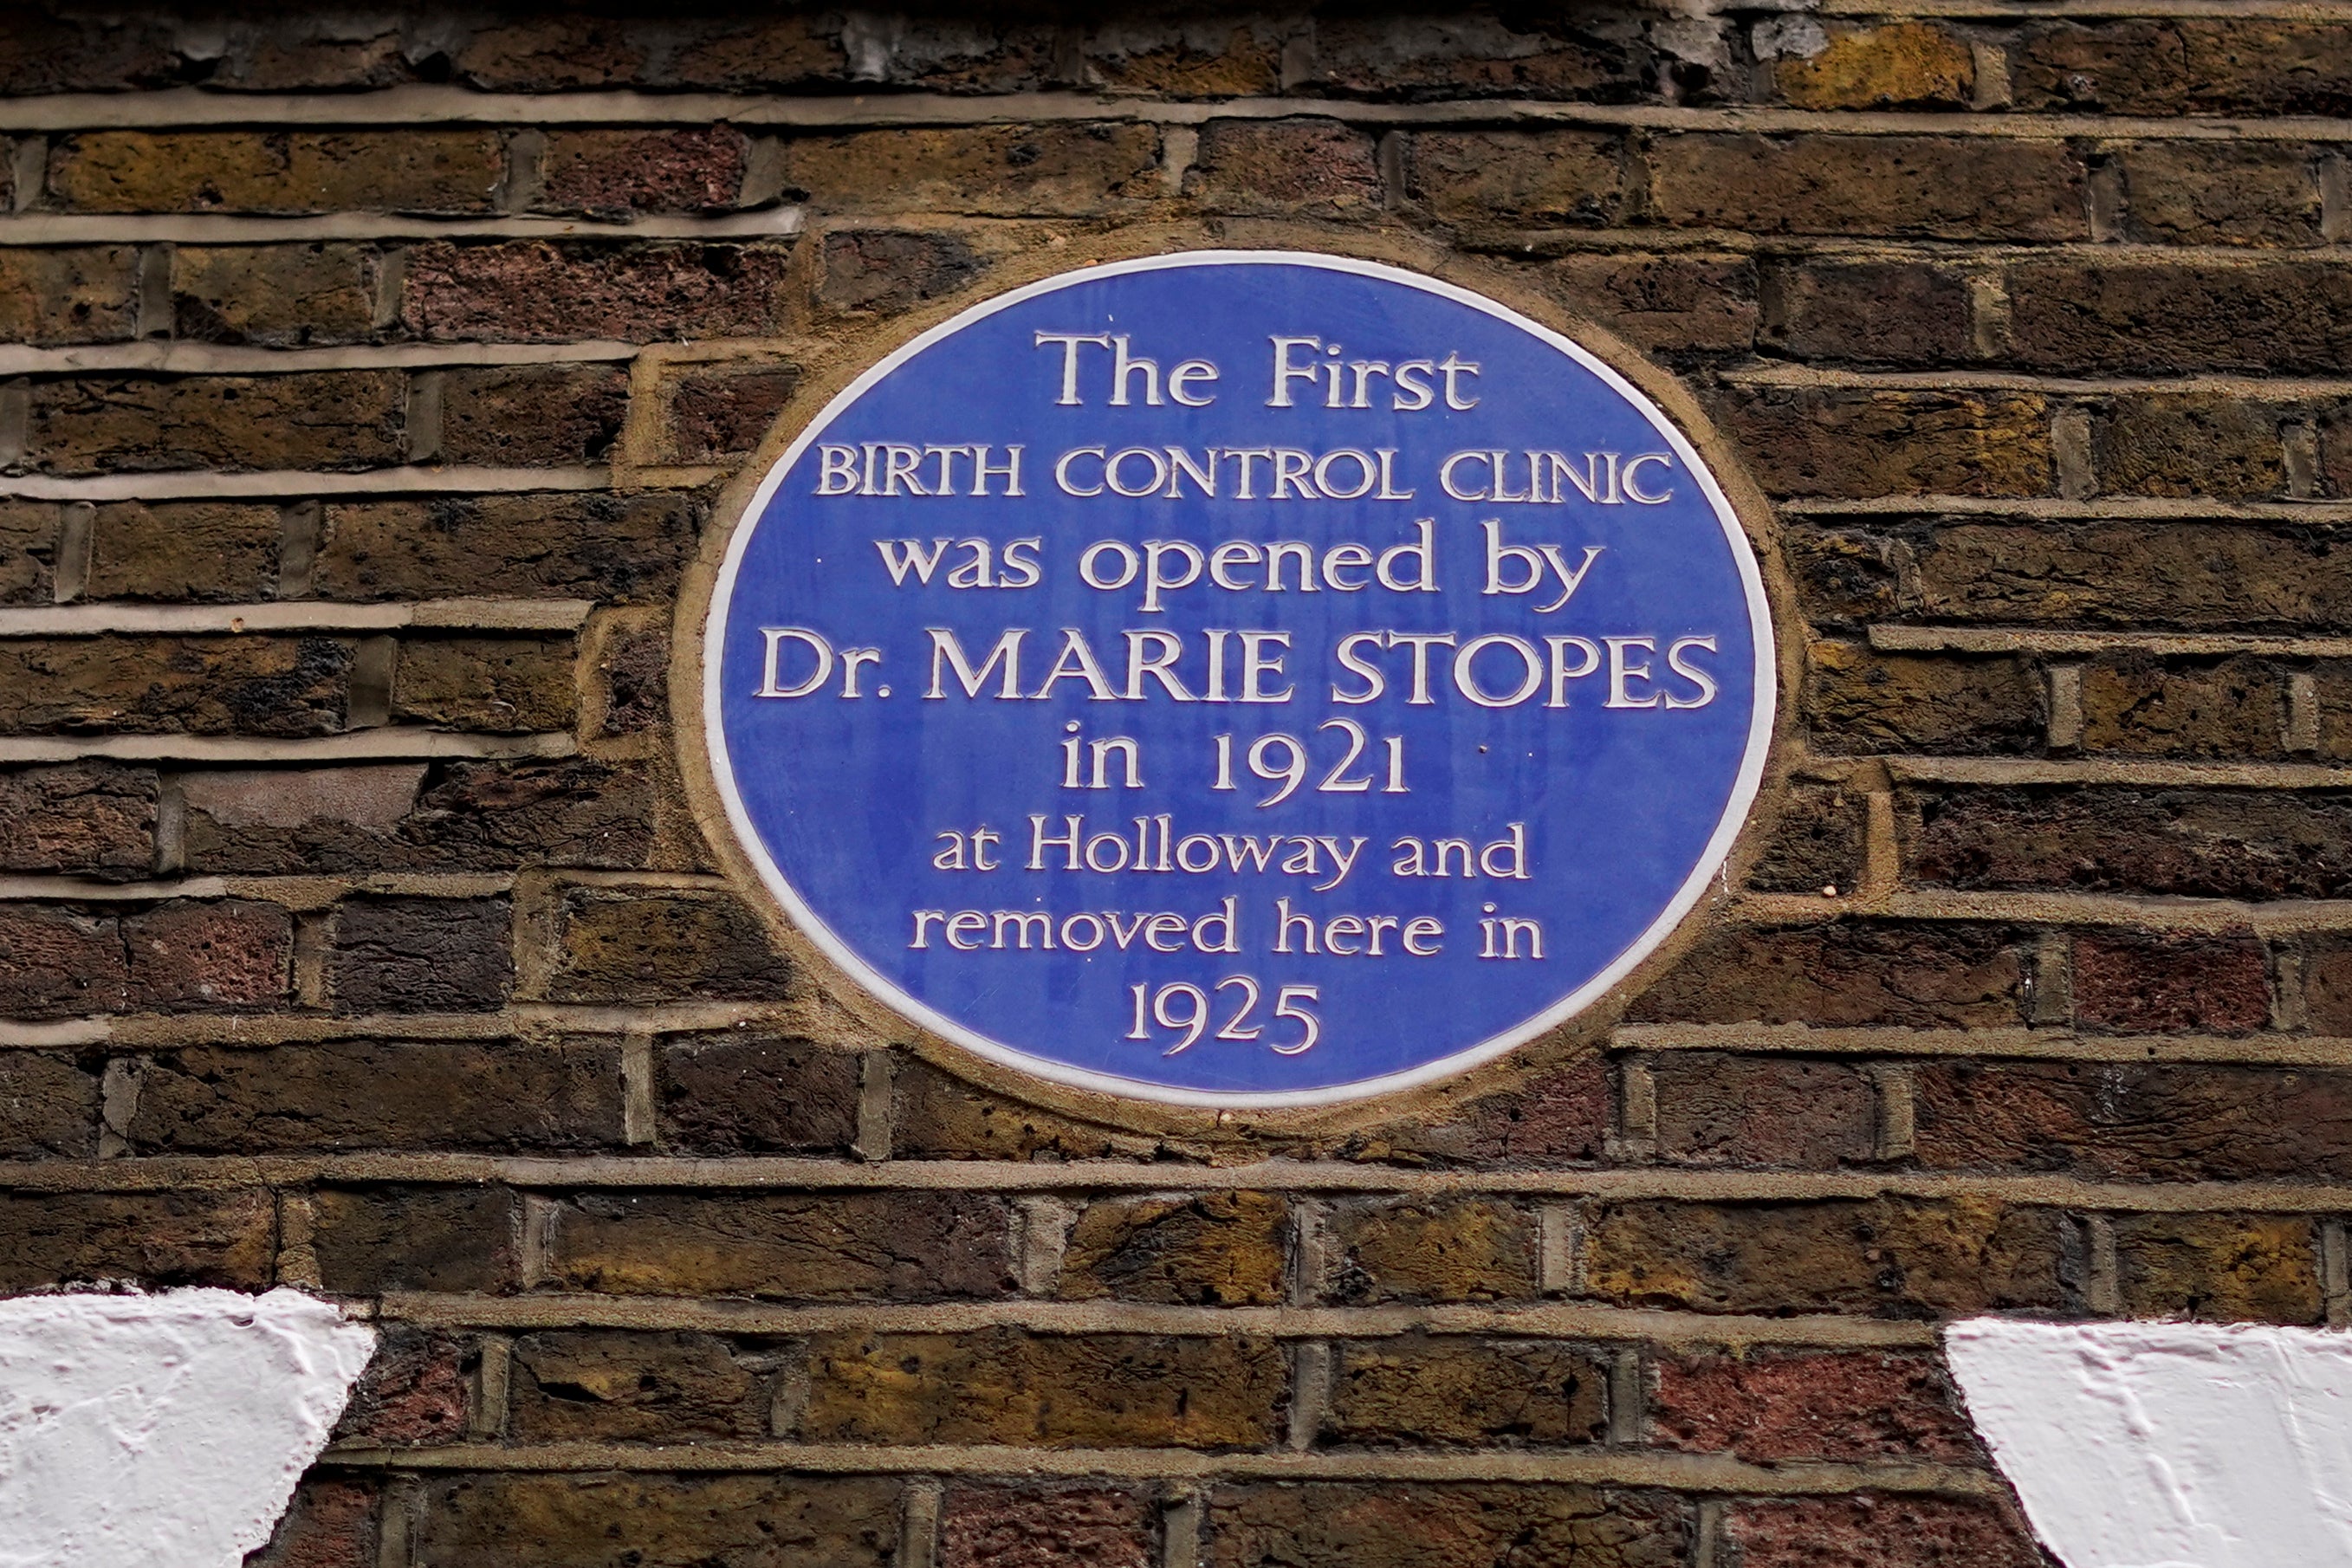 The First
BIRTH CONTROL CLINIC
was opened by
Dr. MARIE STOPES
in 1921
at Holloway and
removed here in
1925